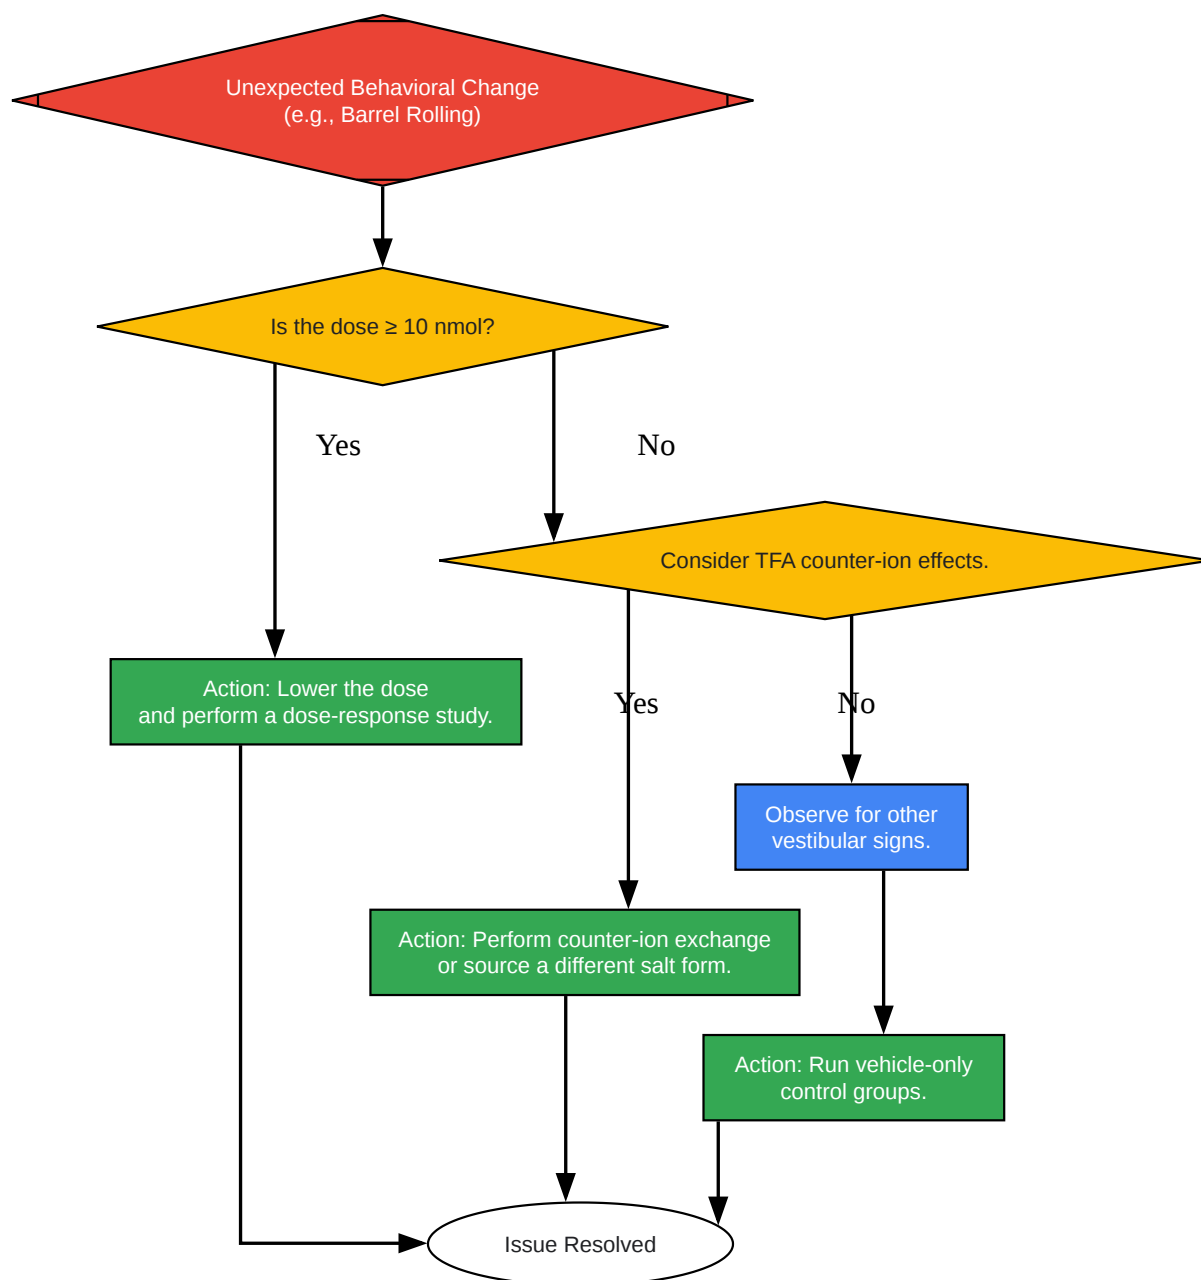 Unexpected Behavioral Change
(e.g., Barrel Rolling)
Is the dose ≥ 10 nmol?
Yes
No
Consider TFA counter-ion effects.
Action: Lower the dose
and perform a dose-response study.
Yes
No
Observe for other
vestibular signs.
Action: Perform counter-ion exchange
or source a different salt form.
Action: Run vehicle-only
control groups.
Issue Resolved